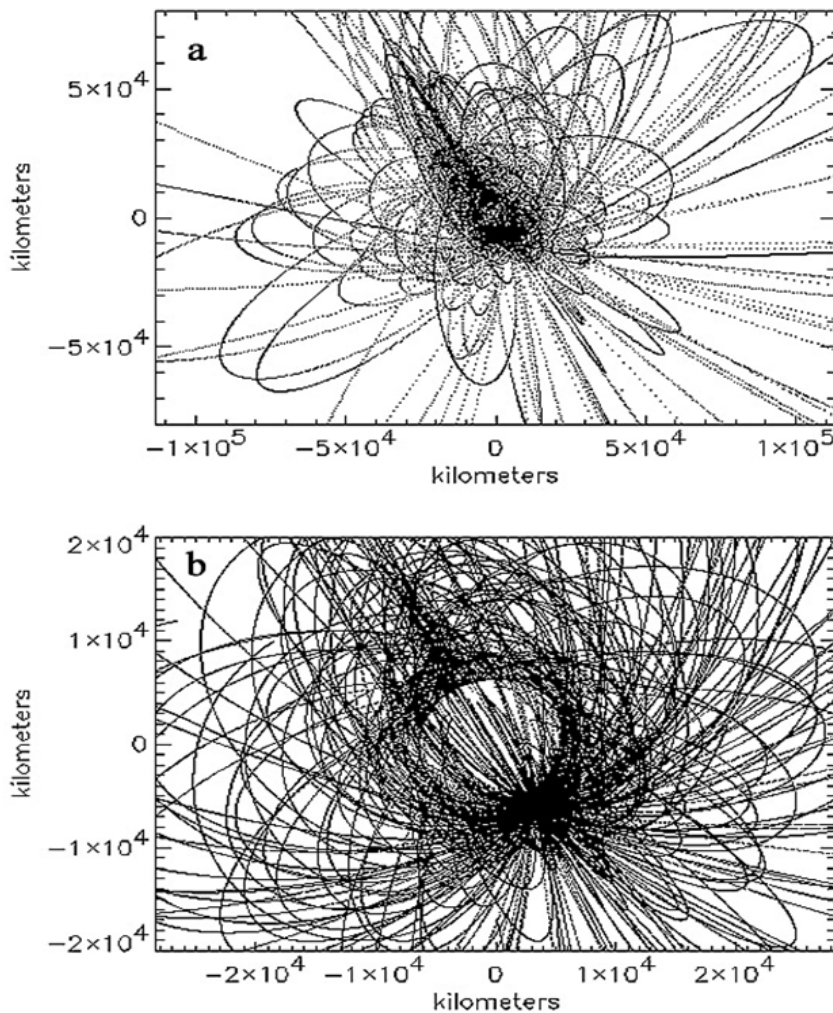 a
5×10⁴
0
−5×10⁴
kilometers
−1×10⁵ −5×10⁴ 0 5×10⁴ 1×10⁵
kilometers
b
2×10⁴
1×10⁴
0
−1×10⁴
−2×10⁴
kilometers
−2×10⁴ −1×10⁴ 0 1×10⁴ 2×10⁴
kilometers